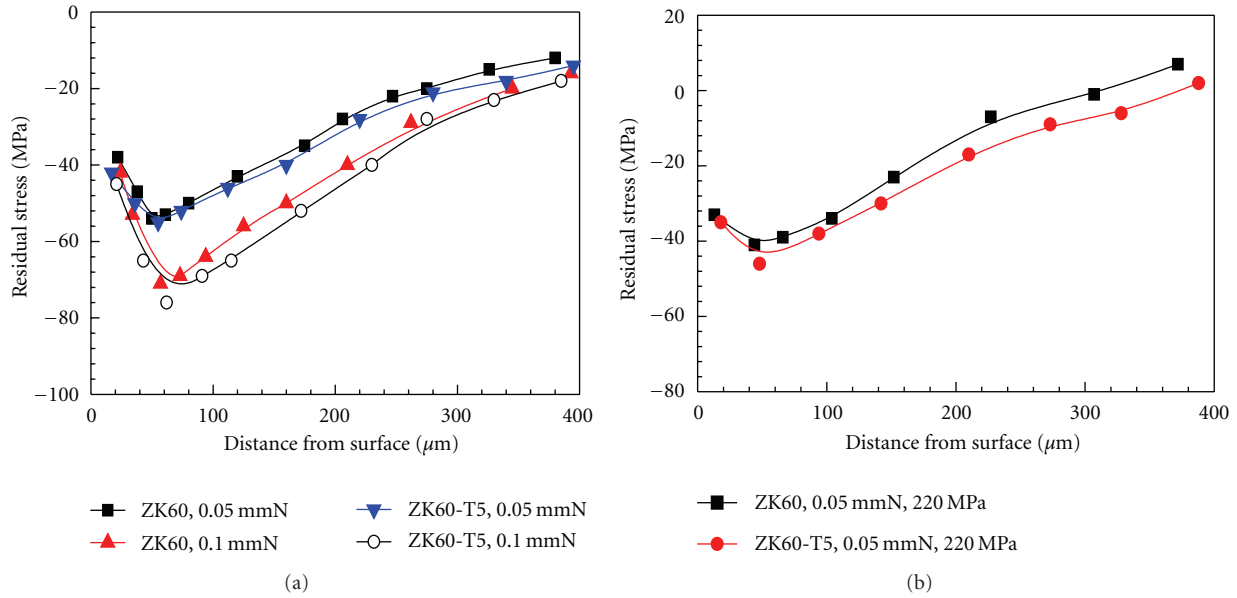 0
−20
−40
−60
−80
−100
Residual stress (MPa)
0 100 200 300 400
Distance from surface (μm)
ZK60, 0.05 mmN
ZK60, 0.1 mmN
ZK60-T5, 0.05 mmN
ZK60-T5, 0.1 mmN
(a)
20
0
−20
−40
−60
−80
Residual stress (MPa)
0 100 200 300 400
Distance from surface (μm)
ZK60, 0.05 mmN, 220 MPa
ZK60-T5, 0.05 mmN, 220 MPa
(b)